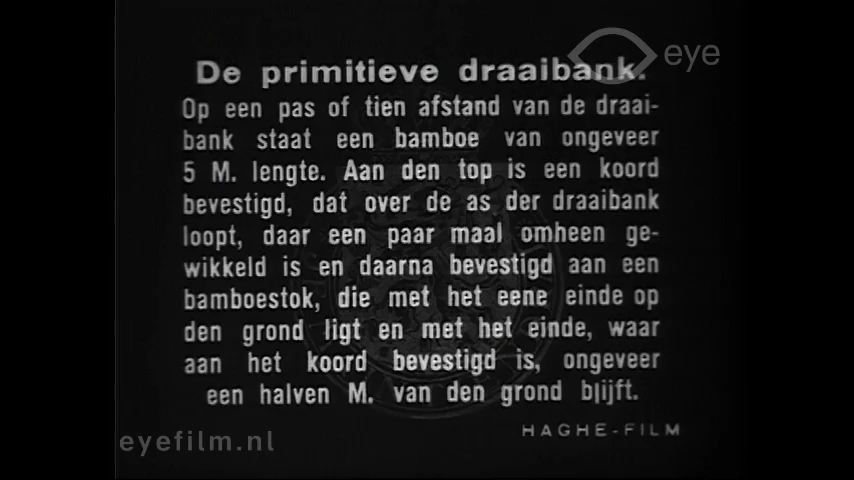 eye
De primitieve draaibank.
Op een pas of tien afstand van de draai-
bank staat een bamboe van ongeveer
5 M. lengte. Aan den top is een koord
bevestigd, dat over de as der draaibank
loopt, daar een paar maal omheen ge-
wikkeld is en daarna bevestigd aan een
bamboestok, die met het eene einde op
den grond ligt en met het einde, waar
aan het koord bevestigd is, ongeveer
een halven M. van den grond blijft.
HAGHE-FILM
eyefilm.nl